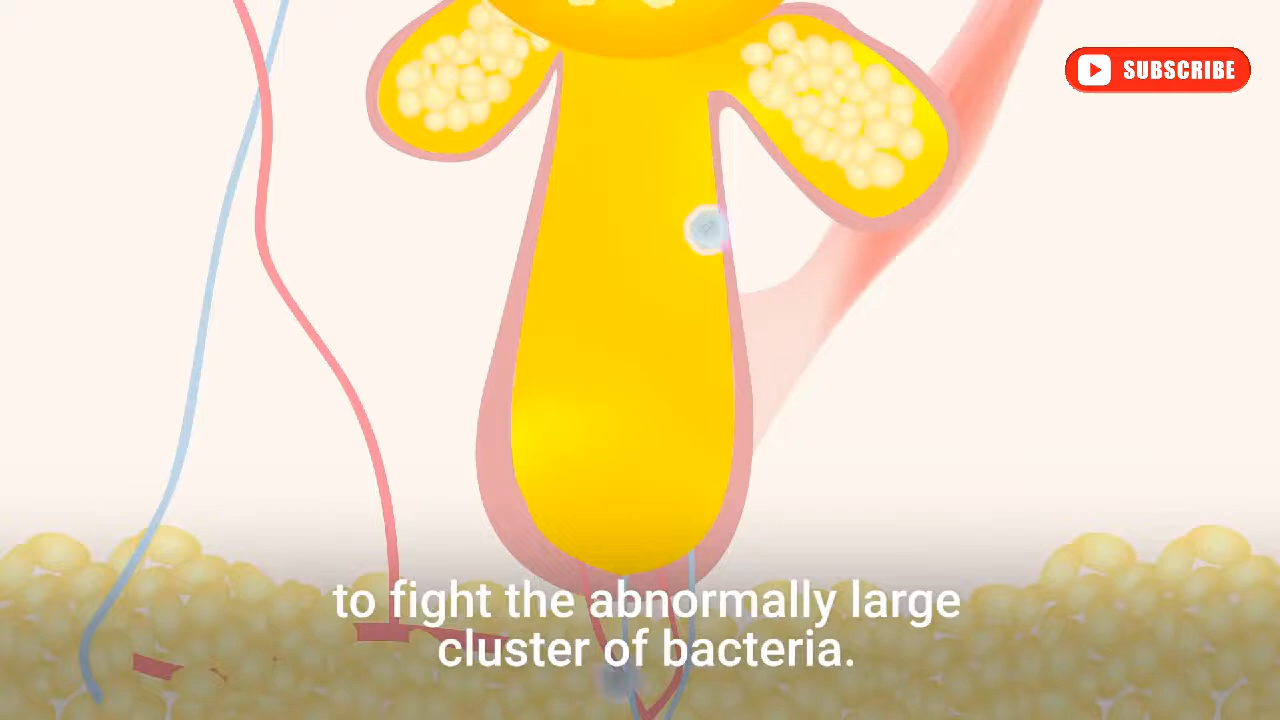 SUBSCRIBE
to fight the abnormally large
cluster of bacteria.